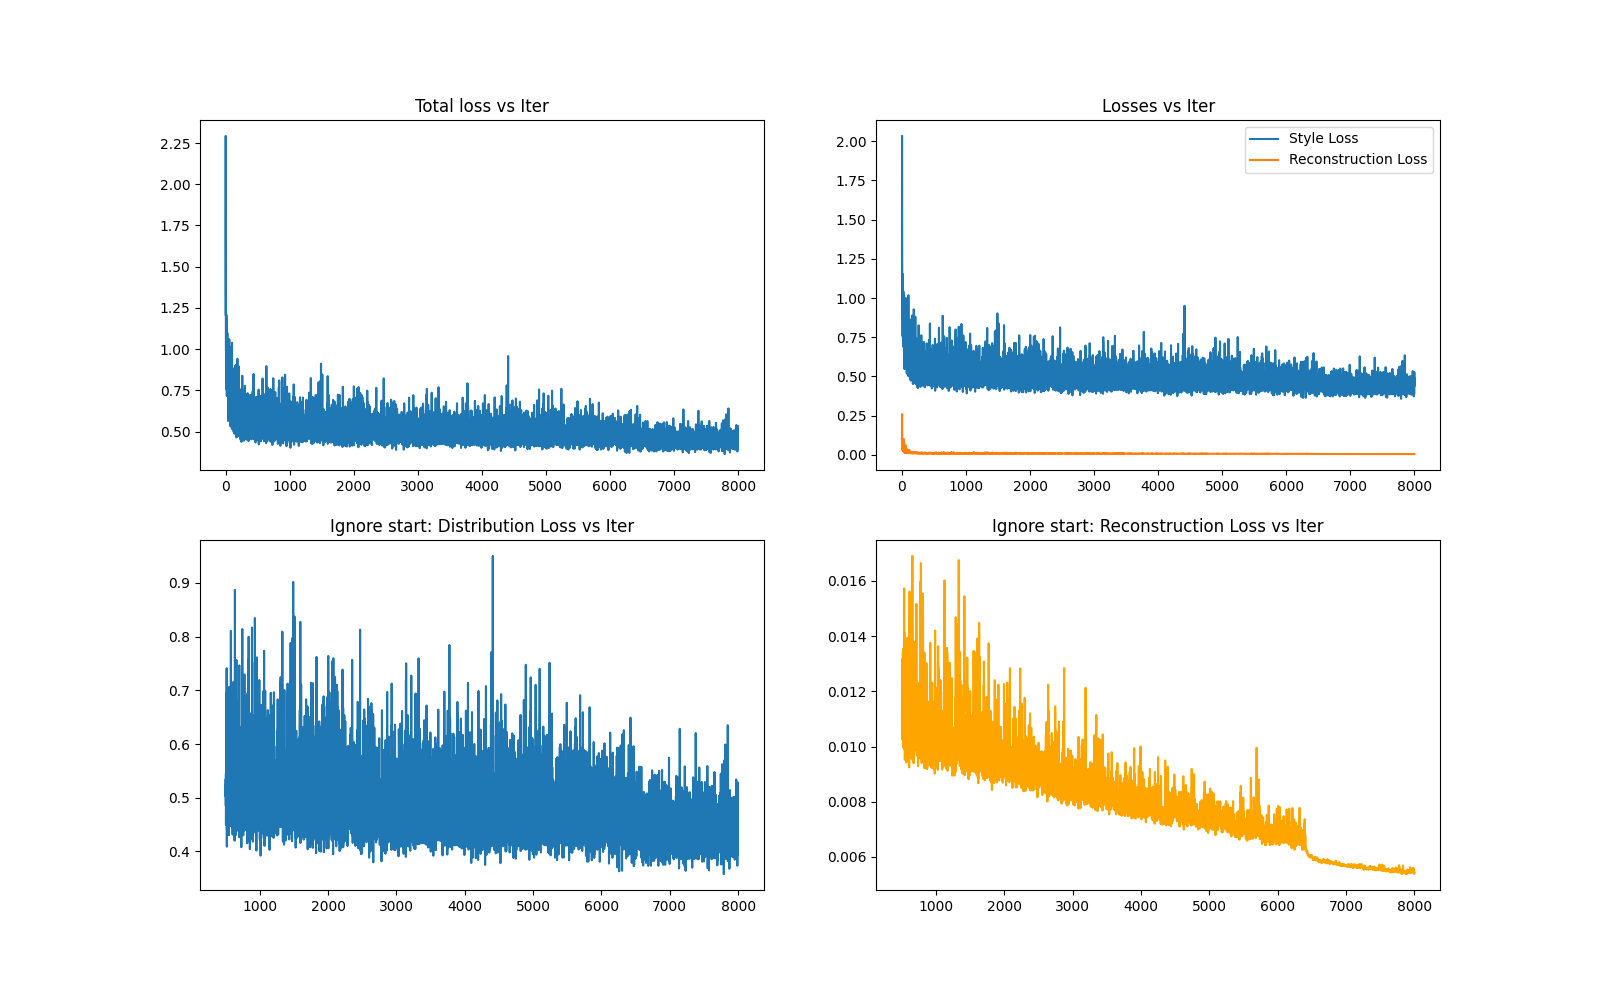 Total loss vs Iter
2.25
2.00
1.75
1.50
1.25
1.00
0.75
0.50
0 1000 2000 3000 4000 5000 6000 7000 8000
Losses vs Iter
Style Loss
Reconstruction Loss
2.00
1.75
1.50
1.25
1.00
0.75
0.50
0.25
0.00
0 1000 2000 3000 4000 5000 6000 7000 8000
Ignore start: Distribution Loss vs Iter
0.9
0.8
0.7
0.6
0.5
0.4
1000 2000 3000 4000 5000 6000 7000 8000
Ignore start: Reconstruction Loss vs Iter
0.016
0.014
0.012
0.010
0.008
0.006
1000 2000 3000 4000 5000 6000 7000 8000